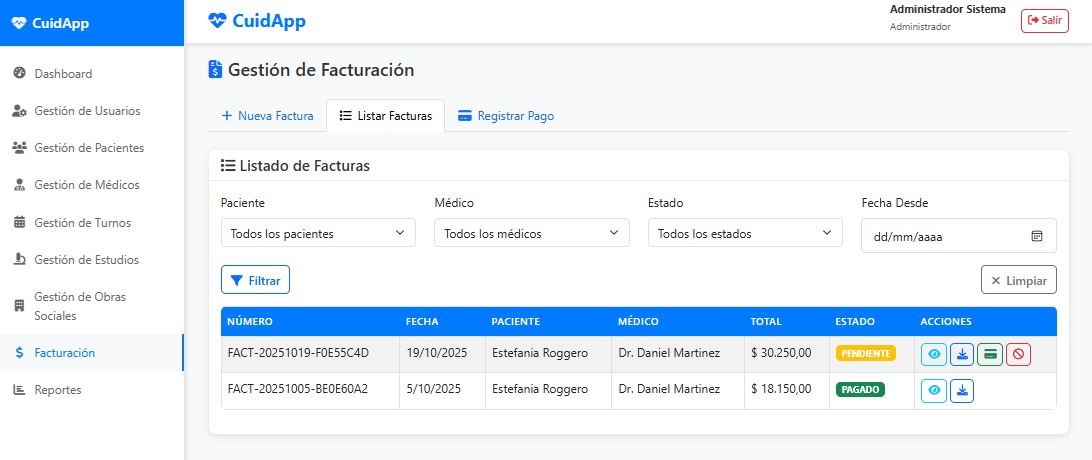 CuidApp
Dashboard
Gestión de Usuarios
Gestión de Pacientes
Gestión de Médicos
Gestión de Turnos
Gestión de Estudios
Gestión de Obras
Sociales
Facturación
Reportes
CuidApp
Administrador Sistema
Administrador
Salir
Gestión de Facturación
Nueva Factura
Listar Facturas
Registrar Pago
Listado de Facturas
Paciente
Médico
Estado
Fecha Desde
Todos los pacientes
Todos los médicos
Todos los estados
dd/mm/aaaa
Filtrar
Limpiar
NÚMERO FECHA PACIENTE MÉDICO TOTAL ESTADO ACCIONES
FACT-20251019-F0E55C4D 19/10/2025 Estefania Roggero Dr. Daniel Martinez $ 30.250,00 PENDIENTE
FACT-20251005-BE0E60A2 5/10/2025 Estefania Roggero Dr. Daniel Martinez $ 18.150,00 PAGADO